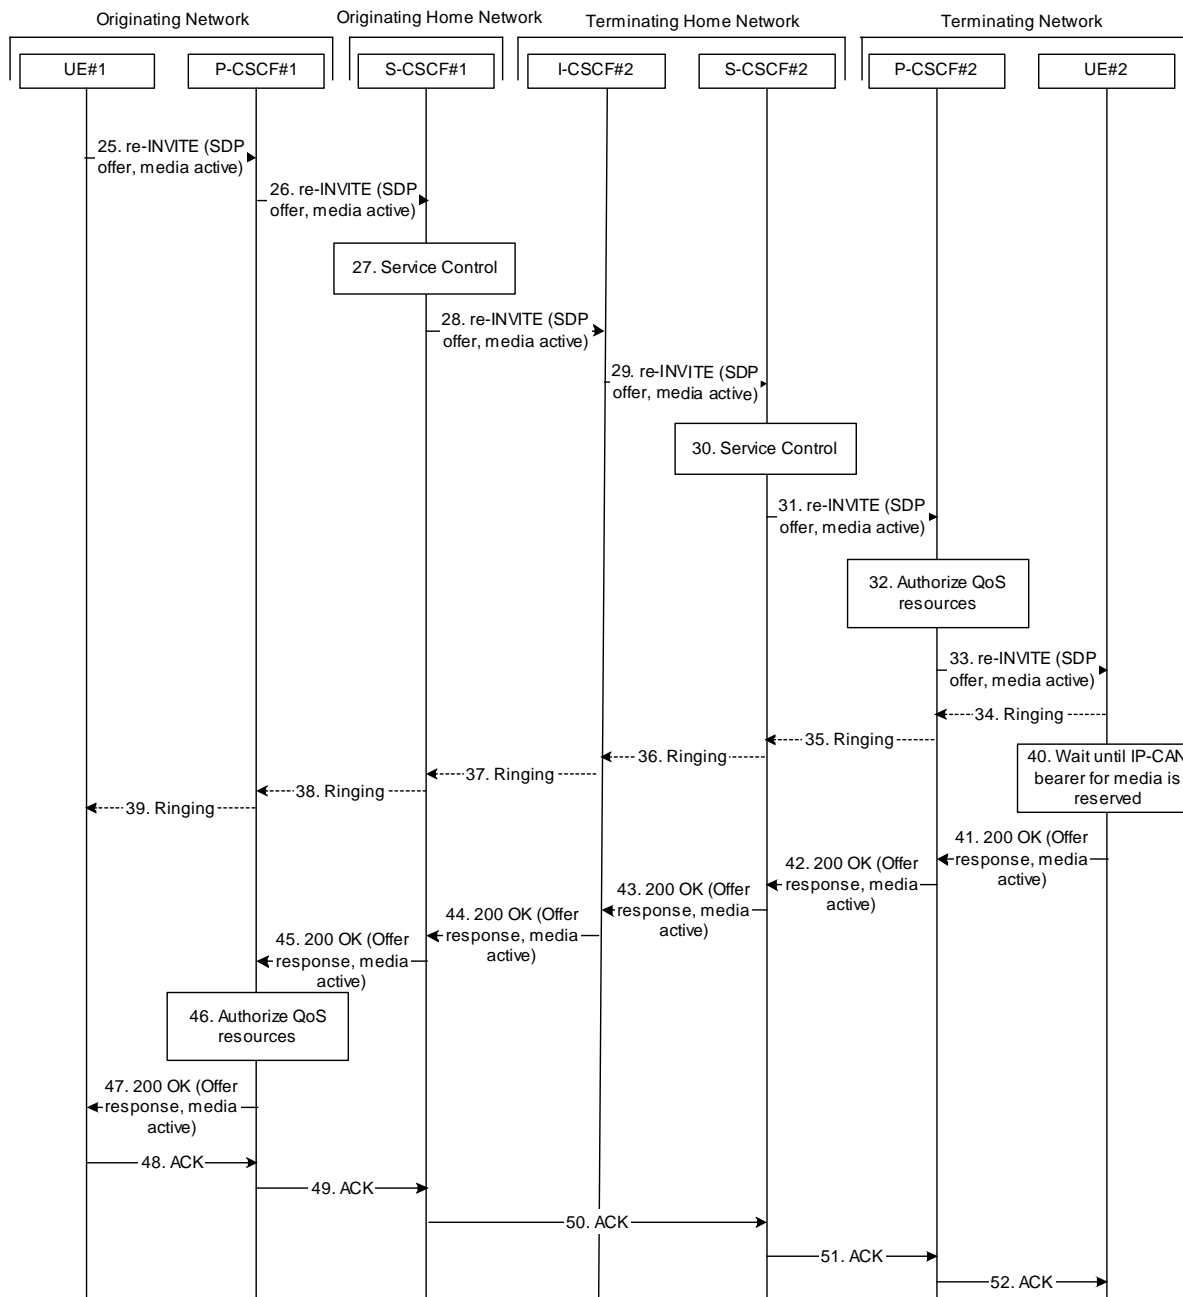 Originating Network
Originating Home Network
Terminating Home Network
Terminating Network
UE#1
P-CSCF#1
S-CSCF#1
I-CSCF#2
S-CSCF#2
P-CSCF#2
UE#2
25. re-INVITE (SDP
offer, media active)
26. re-INVITE (SDP
offer, media active)
27. Service Control
28. re-INVITE (SDP
offer, media active)
29. re-INVITE (SDP
offer, media active)
30. Service Control
31. re-INVITE (SDP
offer, media active)
32. Authorize QoS
resources
33. re-INVITE (SDP
offer, media active)
34. Ringing
35. Ringing
36. Ringing
37. Ringing
38. Ringing
39. Ringing
40. Wait until IP-CAN
bearer for media is
reserved
41. 200 OK (Offer
response, media
active)
42. 200 OK (Offer
response, media
active)
43. 200 OK (Offer
response, media
active)
44. 200 OK (Offer
response, media
active)
45. 200 OK (Offer
response, media
active)
46. Authorize QoS
resources
47. 200 OK (Offer
response, media
active)
48. ACK
49. ACK
50. ACK
51. ACK
52. ACK